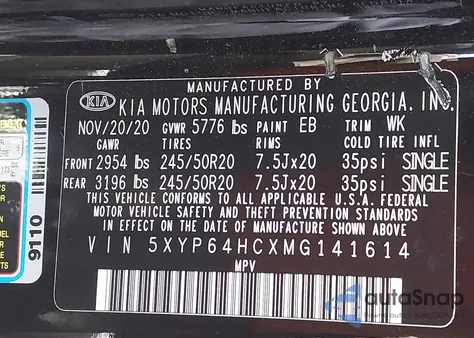 MANUFACTURED BY
KIA KIA MOTORS MANUFACTURING GEORGIA, INC.
NOV/20/20 GVWR 5776 lbs PAINT EB TRIM WK
GAWR TIRES RIMS COLD TIRE INFL
FRONT 2954 lbs 245/50R20 7.5Jx20 35psi SINGLE
REAR 3196 lbs 245/50R20 7.5Jx20 35psi SINGLE
THIS VEHICLE CONFORMS TO ALL APPLICABLE U.S.A. FEDERAL
MOTOR VEHICLE SAFETY AND THEFT PREVENTION STANDARDS
IN EFFECT ON THE DATE OF MANUFACTURE SHOWN ABOVE
VIN 5XYP64HCXMG141614
MPV
9110
autoSnap